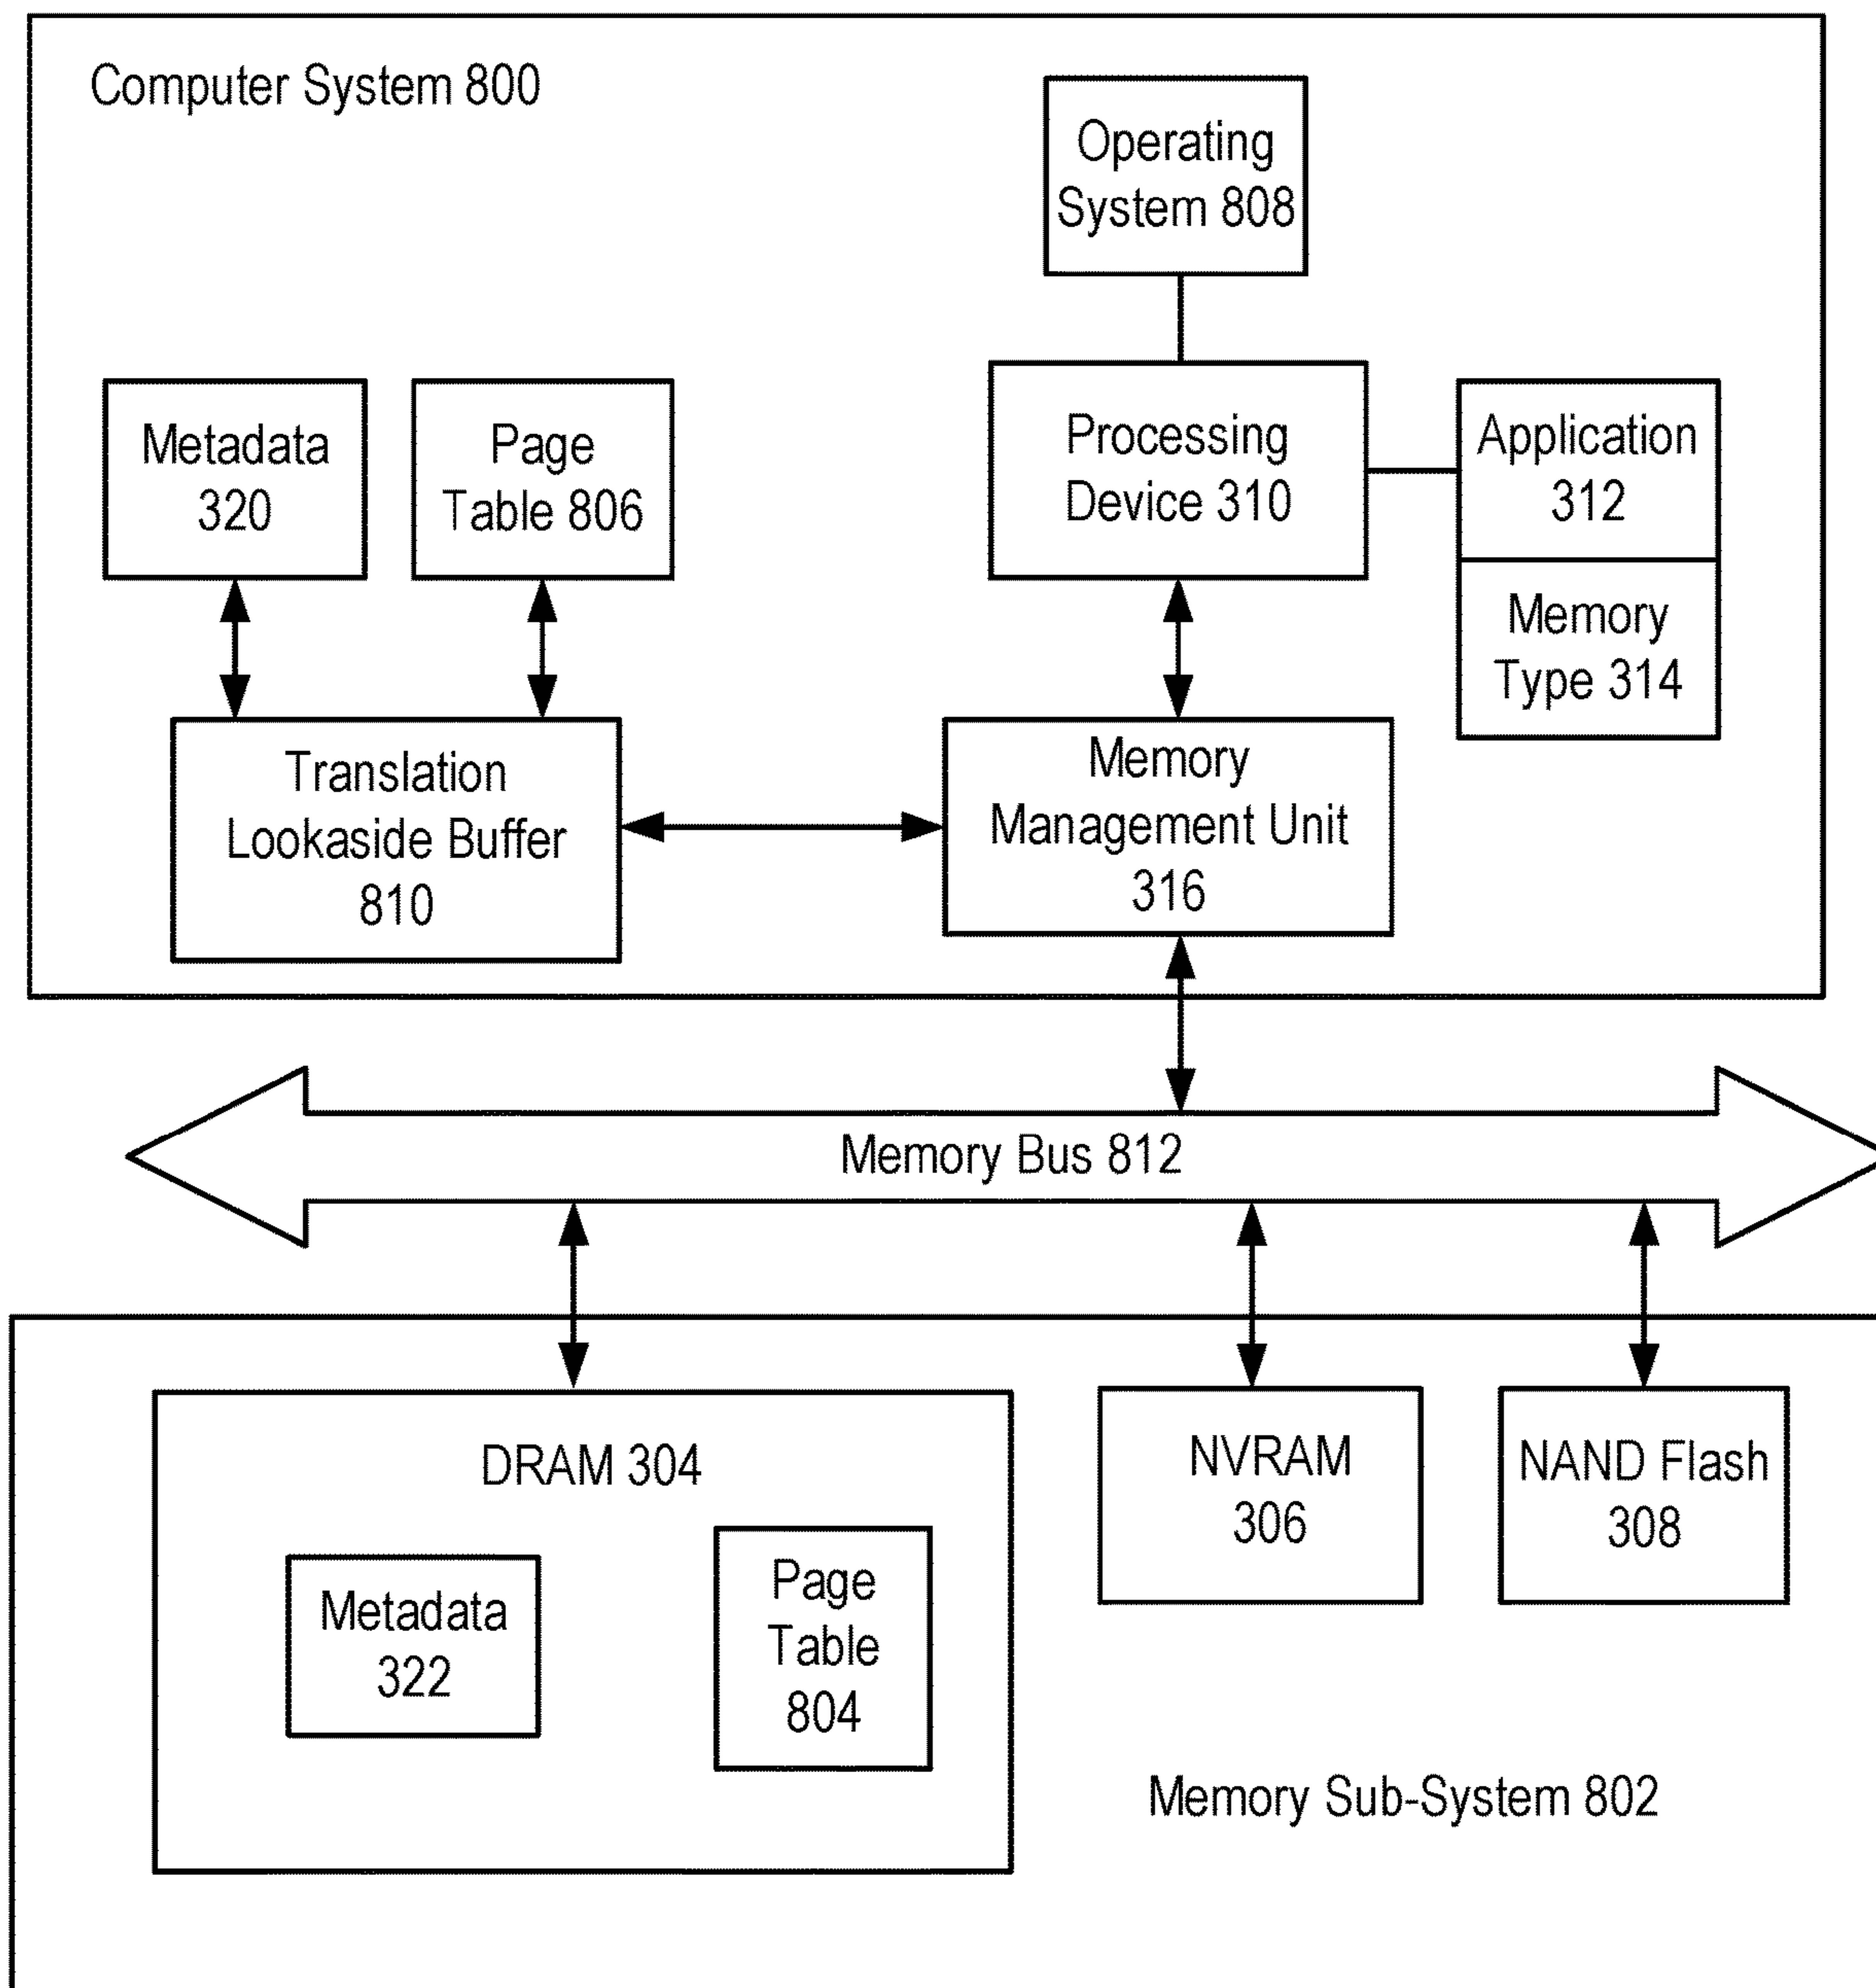 Computer System 800
Operating
System 808
Metadata
320
Page
Table 806
Processing
Device 310
Application
312
Memory
Type 314
Translation
Lookaside Buffer
810
Memory
Management Unit
316
Memory Bus 812
DRAM 304
Metadata
322
Page
Table
804
NVRAM
306
NAND Flash
308
Memory Sub-System 802